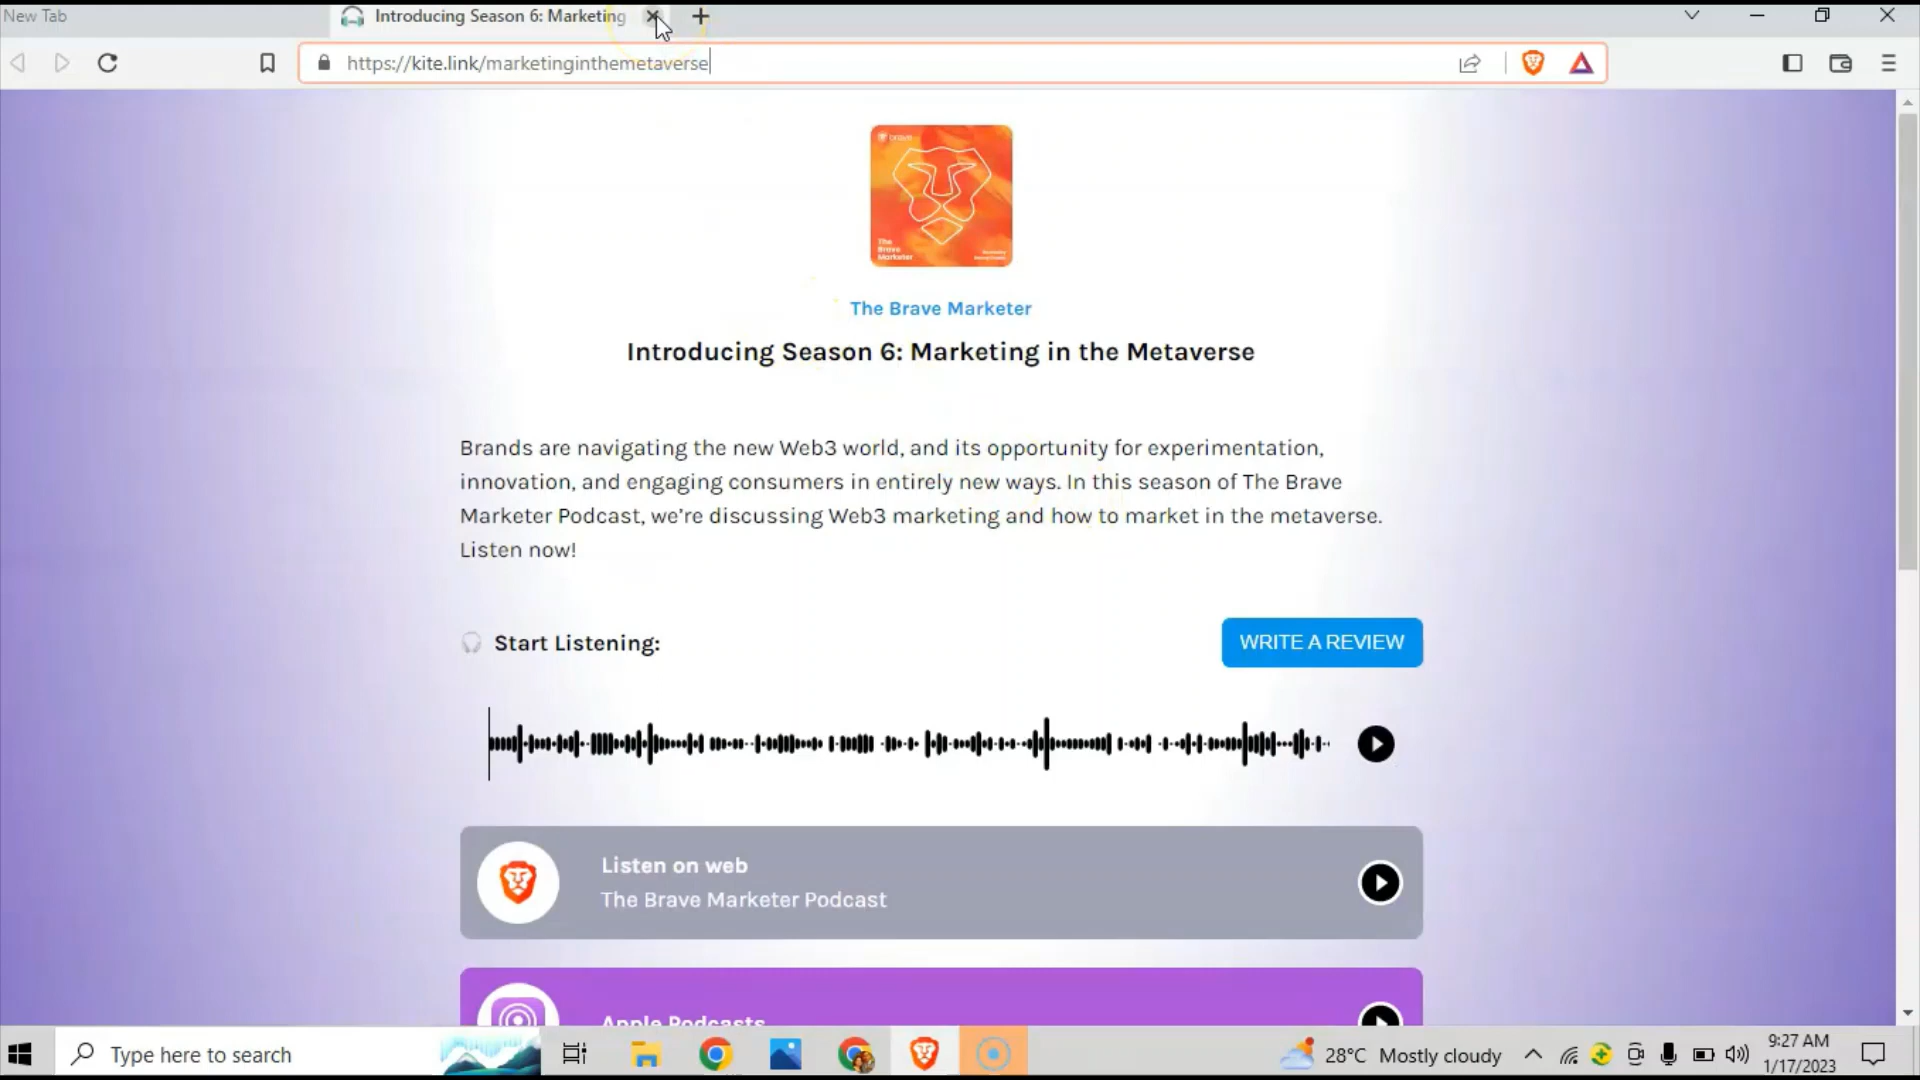 New Tab
Introducing Season 6: Marketing
https://kite.link/marketinginthemetaverse
brave
The
Brave
Marketer
The Brave Marketer
Introducing Season 6: Marketing in the Metaverse
Brands are navigating the new Web3 world, and its opportunity for experimentation,
innovation, and engaging consumers in entirely new ways. In this season of The Brave
Marketer Podcast, we’re discussing Web3 marketing and how to market in the metaverse.
Listen now!
Start Listening:
WRITE A REVIEW
Listen on web
The Brave Marketer Podcast
Apple Podcasts
Type here to search
28°C Mostly cloudy
9:27 AM
1/17/2023